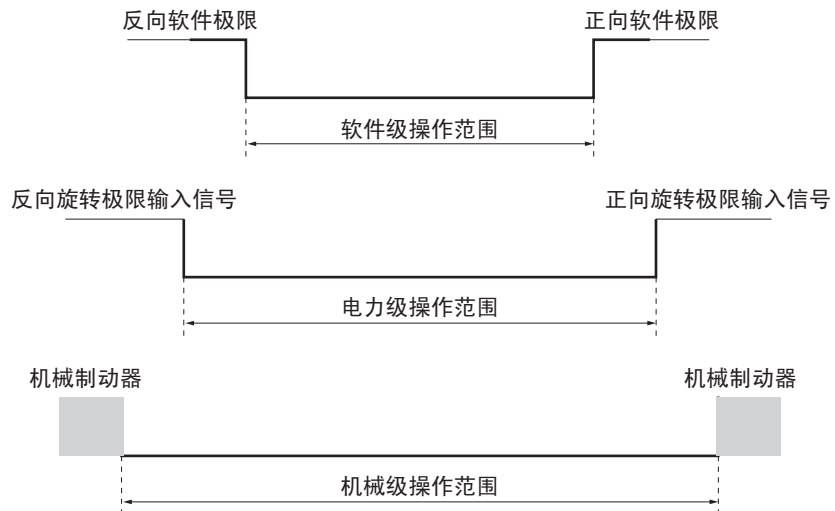 反向软件极限
正向软件极限
软件级操作范围
反向旋转极限输入信号
正向旋转极限输入信号
电力级操作范围
机械制动器
机械制动器
机械级操作范围